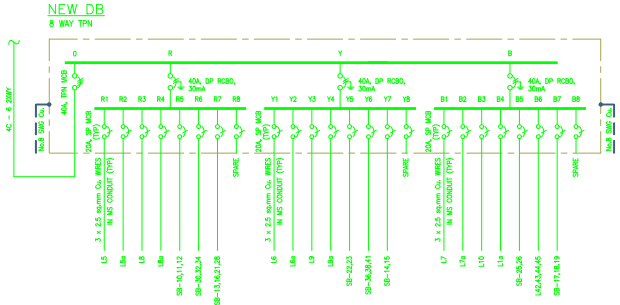 NEW DB
8 WAY TPN
0
R
Y
B
40A, TPN MCB
40A, DP RCBO,
30mA
40A, DP RCBO,
30mA
40A, DP RCBO,
30mA
4C - 6 2XWY
No.8 SWG Cu.
No.8 SWG Cu.
R1 R2 R3 R4 R5 R6 R7 R8
Y1 Y2 Y3 Y4 Y5 Y6 Y7 Y8
B1 B2 B3 B4 B5 B6 B7 B8
20A, SP MCB
(TYP)
20A, SP MCB
(TYP)
20A, SP MCB
(TYP)
SPARE
SPARE
SPARE
3 x 2.5 sq.mm Cu. WIRES
IN MS CONDUIT (TYP)
3 x 2.5 sq.mm Cu. WIRES
IN MS CONDUIT (TYP)
3 x 2.5 sq.mm Cu. WIRES
IN MS CONDUIT (TYP)
L5
L5a
L8
L8a
SB-10,11,12
SB-30,32,34
SB-13,16,21,28
L6
L6a
L9
L9a
SB-22,23
SB-36,38,41
SB-14,15
L7
L7a
L10
L1a
SB-25,26
L42,43,44,45
SB-17,18,19